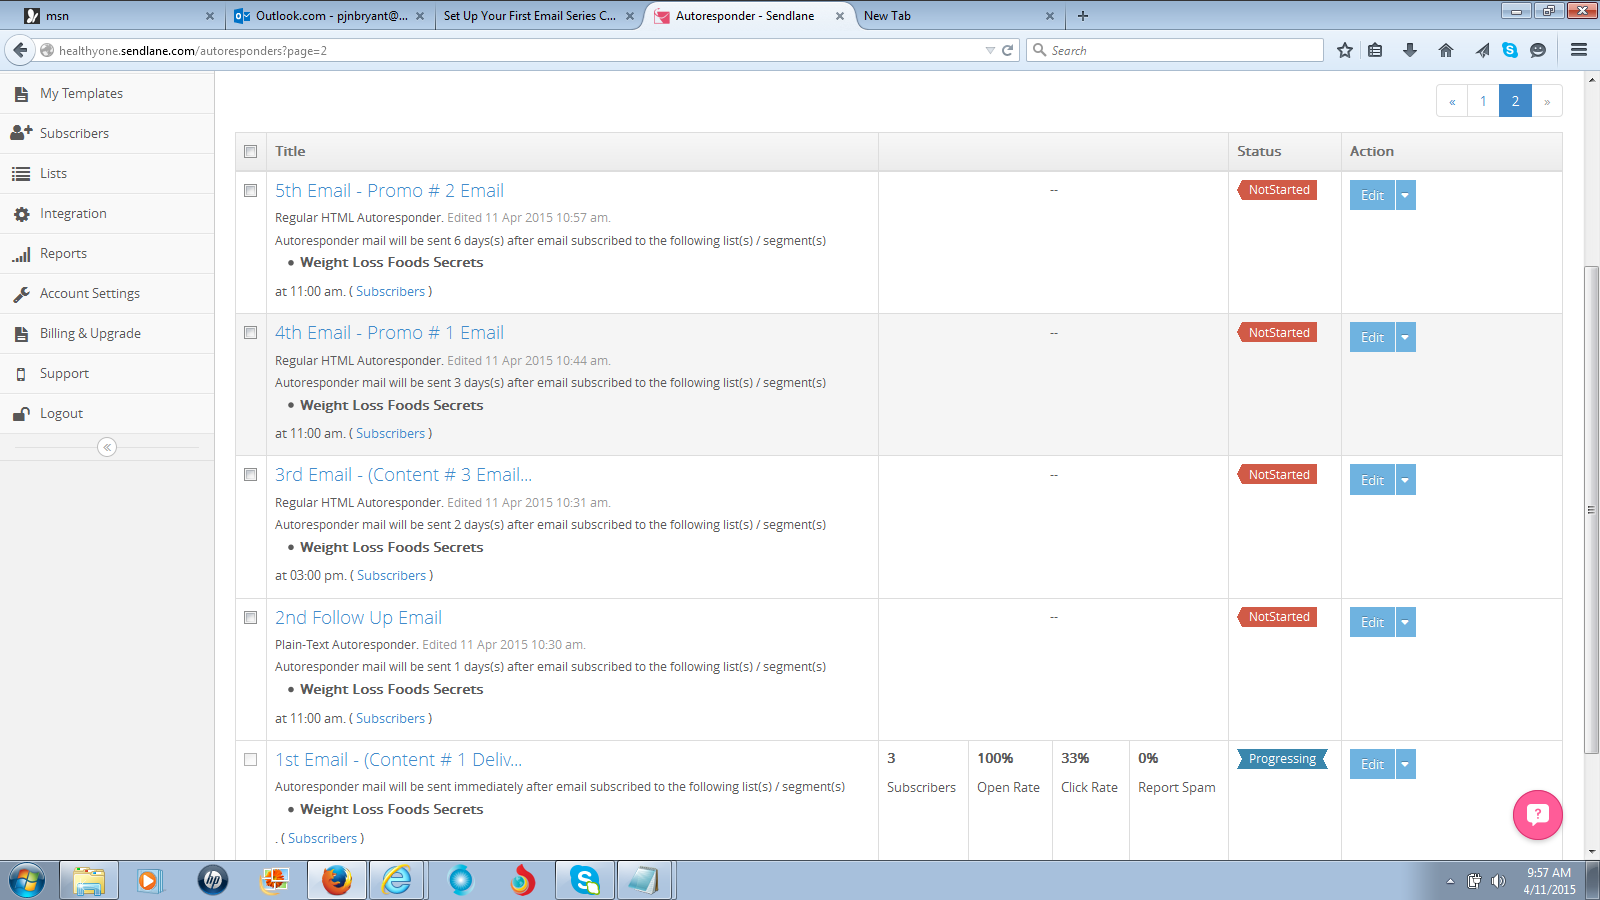 msn
Outlook.com - pjnbryant@...
Set Up Your First Email Series C...
Autoresponder - Sendlane
New Tab
healthyone.sendlane.com/autoresponders?page=2
Search
My Templates
Subscribers
Lists
Integration
Reports
Account Settings
Billing & Upgrade
Support
Logout
«
« 1 2 »
Title Status Action
5th Email - Promo # 2 Email -- NotStarted Edit
Regular HTML Autoresponder. Edited 11 Apr 2015 10:57 am.
Autoresponder mail will be sent 6 days(s) after email subscribed to the following list(s) / segment(s)
• Weight Loss Foods Secrets
at 11:00 am. ( Subscribers )
4th Email - Promo # 1 Email -- NotStarted Edit
Regular HTML Autoresponder. Edited 11 Apr 2015 10:44 am.
Autoresponder mail will be sent 3 days(s) after email subscribed to the following list(s) / segment(s)
• Weight Loss Foods Secrets
at 11:00 am. ( Subscribers )
3rd Email - (Content # 3 Email... -- NotStarted Edit
Regular HTML Autoresponder. Edited 11 Apr 2015 10:31 am.
Autoresponder mail will be sent 2 days(s) after email subscribed to the following list(s) / segment(s)
• Weight Loss Foods Secrets
at 03:00 pm. ( Subscribers )
2nd Follow Up Email -- NotStarted Edit
Plain-Text Autoresponder. Edited 11 Apr 2015 10:30 am.
Autoresponder mail will be sent 1 days(s) after email subscribed to the following list(s) / segment(s)
• Weight Loss Foods Secrets
at 11:00 am. ( Subscribers )
1st Email - (Content # 1 Deliv... 3 100% 33% 0% Progressing Edit
Subscribers Open Rate Click Rate Report Spam
Autoresponder mail will be sent immediately after email subscribed to the following list(s) / segment(s)
• Weight Loss Foods Secrets
. ( Subscribers )
?
hp
9:57 AM
4/11/2015